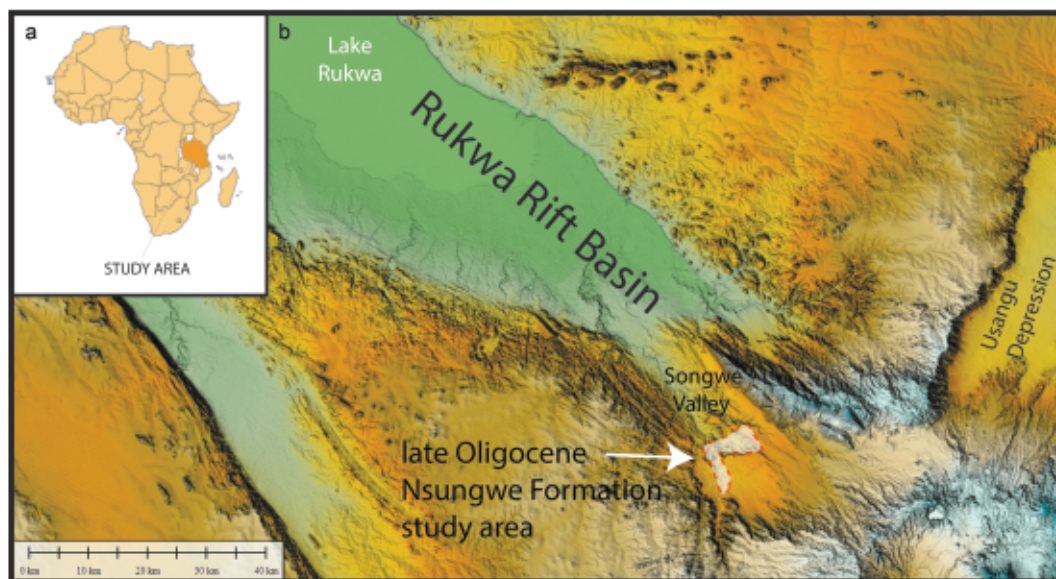 a
STUDY AREA
b
Lake
Rukwa
Rukwa Rift Basin
Usangu
Depression
Songwe
Valley
late Oligocene
Nsungwe Formation
study area
0 km 10 km 20 km 30 km 40 km